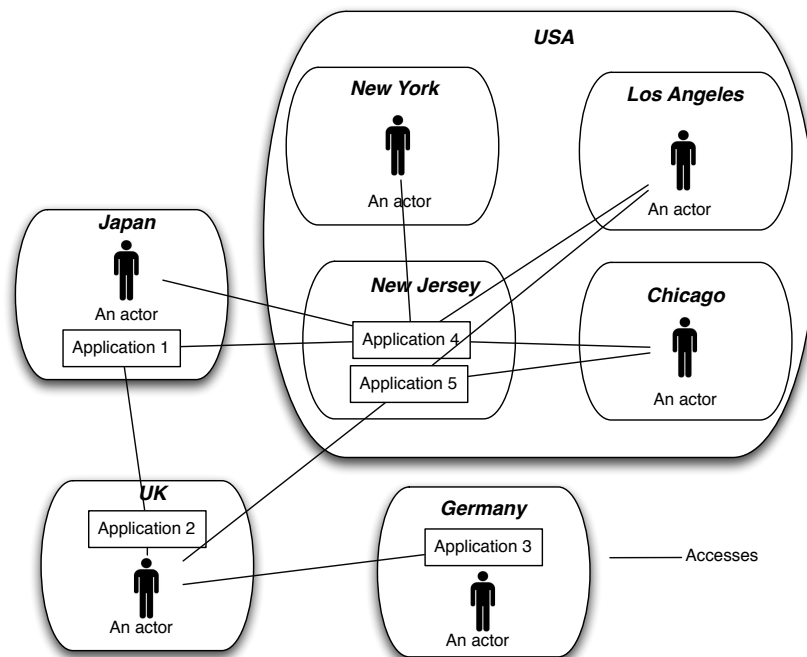 USA
New York
An actor
Los Angeles
An actor
Japan
An actor
Application 1
New Jersey
Application 4
Application 5
Chicago
An actor
UK
Application 2
An actor
Germany
Application 3
An actor
Accesses